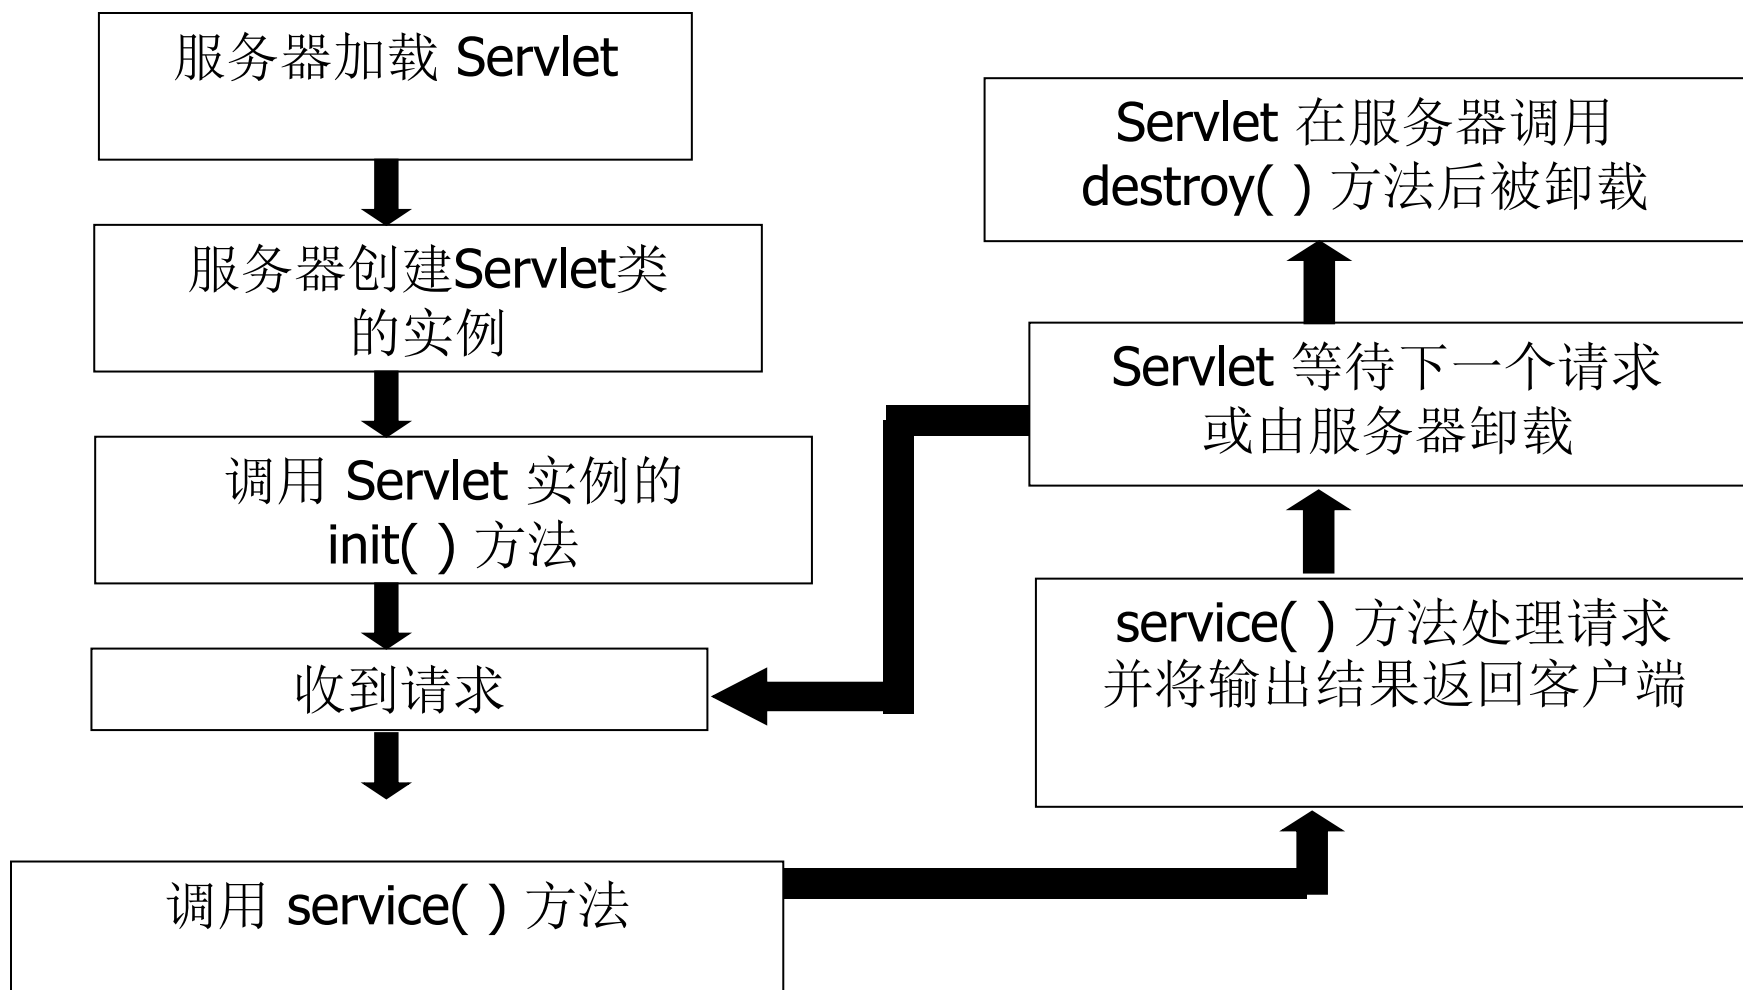 服务器加载 Servlet
服务器创建Servlet类
的实例
调用 Servlet 实例的
init( ) 方法
收到请求
调用 service( ) 方法
service( ) 方法处理请求
并将输出结果返回客户端
Servlet 等待下一个请求
或由服务器卸载
Servlet 在服务器调用
destroy( ) 方法后被卸载